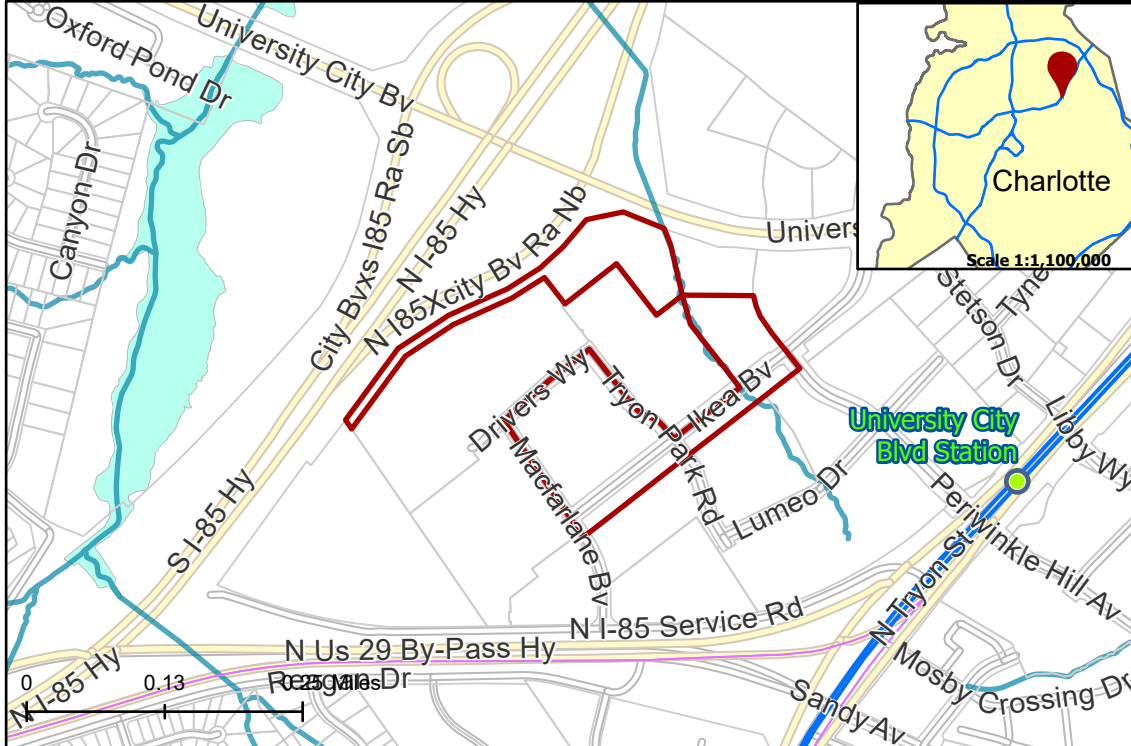 Oxford Pond Dr
University City Bv
Canyon Dr
City Bvxs I85 Ra Sb
N I-85 Hy
N I85Xcity Bv Ra Nb
Univers
Charlotte
Scale 1:1,100,000
Stetson Dr
Tyne
Drivers Wy
Tryon Park Rd
Ikea Bv
Macfarlane Bv
Lumeo Dr
University City
Blvd Station
Libby Wy
Periwinkle Hill Av
S I-85 Hy
N Tryon St
N I-85 Service Rd
N Us 29 By-Pass Hy
N I-85 Hy
Mosby Crossing Dr
Sandy Av
0 0.13 0.25 Miles